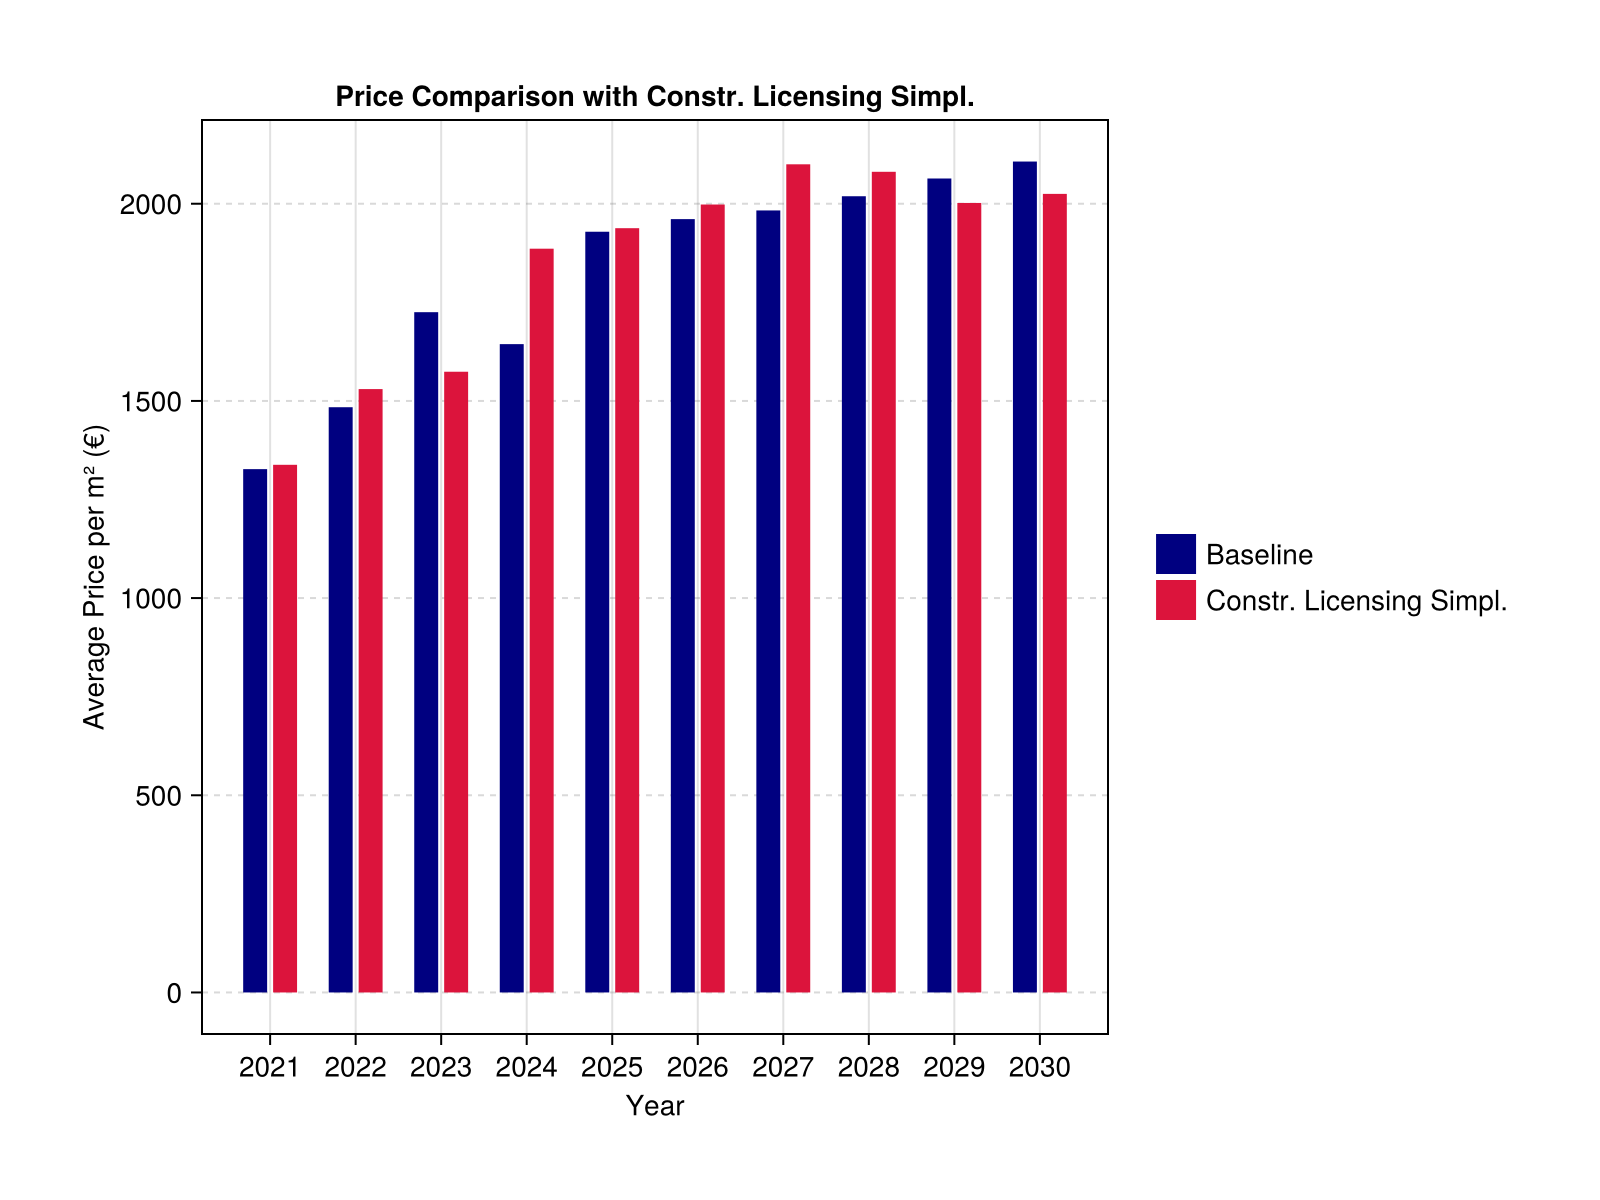 Price Comparison with Constr. Licensing Simpl.
Average Price per m² (€)
2000
1500
1000
500
0
2021 2022 2023 2024 2025 2026 2027 2028 2029 2030
Year
Baseline
Constr. Licensing Simpl.